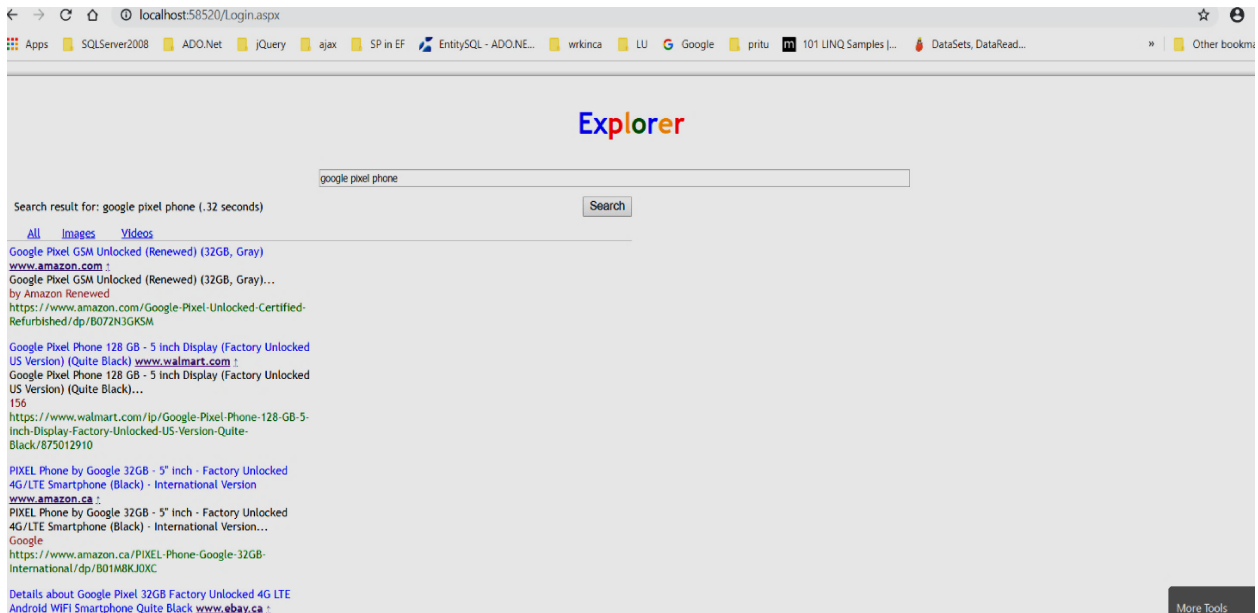 localhost:58520/Login.aspx
Apps SQLServer2008 ADO.Net jQuery ajax SP in EF EntitySQL - ADO.NE... wrkinca LU Google pritu 101 LINQ Samples |... DataSets, DataRead... » Other bookma
Explorer
google pixel phone
Search result for: google pixel phone (.32 seconds) Search
All Images Videos
Google Pixel GSM Unlocked (Renewed) (32GB, Gray)
www.amazon.com ↑
Google Pixel GSM Unlocked (Renewed) (32GB, Gray)...
by Amazon Renewed
https://www.amazon.com/Google-Pixel-Unlocked-Certified-
Refurbished/dp/B072N3GKSM
Google Pixel Phone 128 GB - 5 inch Display (Factory Unlocked
US Version) (Quite Black) www.walmart.com ↑
Google Pixel Phone 128 GB - 5 inch Display (Factory Unlocked
US Version) (Quite Black)...
156
https://www.walmart.com/ip/Google-Pixel-Phone-128-GB-5-
inch-Display-Factory-Unlocked-US-Version-Quite-
Black/875012910
PIXEL Phone by Google 32GB - 5" inch - Factory Unlocked
4G/LTE Smartphone (Black) - International Version
www.amazon.ca ↑
PIXEL Phone by Google 32GB - 5" inch - Factory Unlocked
4G/LTE Smartphone (Black) - International Version...
Google
https://www.amazon.ca/PIXEL-Phone-Google-32GB-
International/dp/B01M8KJ0XC
Details about Google Pixel 32GB Factory Unlocked 4G LTE
Android WiFi Smartphone Quite Black www.ebay.ca ↑
More Tools